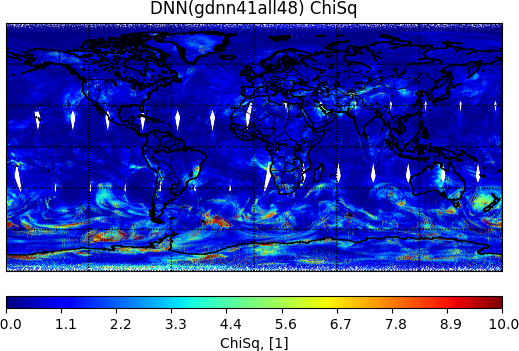 DNN(gdnn41all48) ChiSq
0.0 1.1 2.2 3.3 4.4 5.6 6.7 7.8 8.9 10.0
ChiSq, [1]